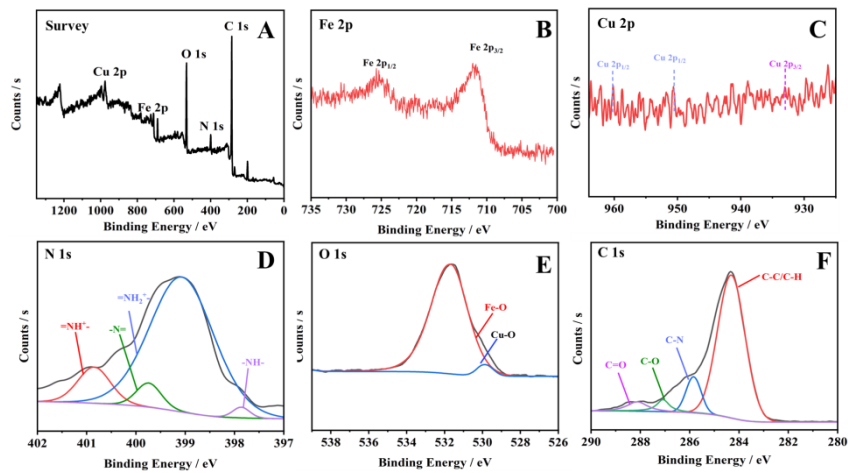 Survey
A
C 1s
O 1s
Cu 2p
Fe 2p
N 1s
Counts / s
1350 1200 1000 800 600 400 200 0
Binding Energy / eV
Fe 2p
B
Fe 2p1/2
Fe 2p3/2
Counts / s
735 730 725 720 715 710 705 700
Binding Energy / eV
Cu 2p
C
Cu 2p1/2
Cu 2p1/2
Cu 2p3/2
Counts / s
960 950 940 930
Binding Energy / eV
N 1s
D
=NH2+-
=NH+-
-N=
-NH-
Counts / s
402 401 400 399 398 397
Binding Energy / eV
O 1s
E
Fe-O
Cu-O
Counts / s
538 536 534 532 530 528 526
Binding Energy / eV
C 1s
F
C-C/C-H
C-N
C-O
C=O
Counts / s
290 288 286 284 282 280
Binding Energy / eV